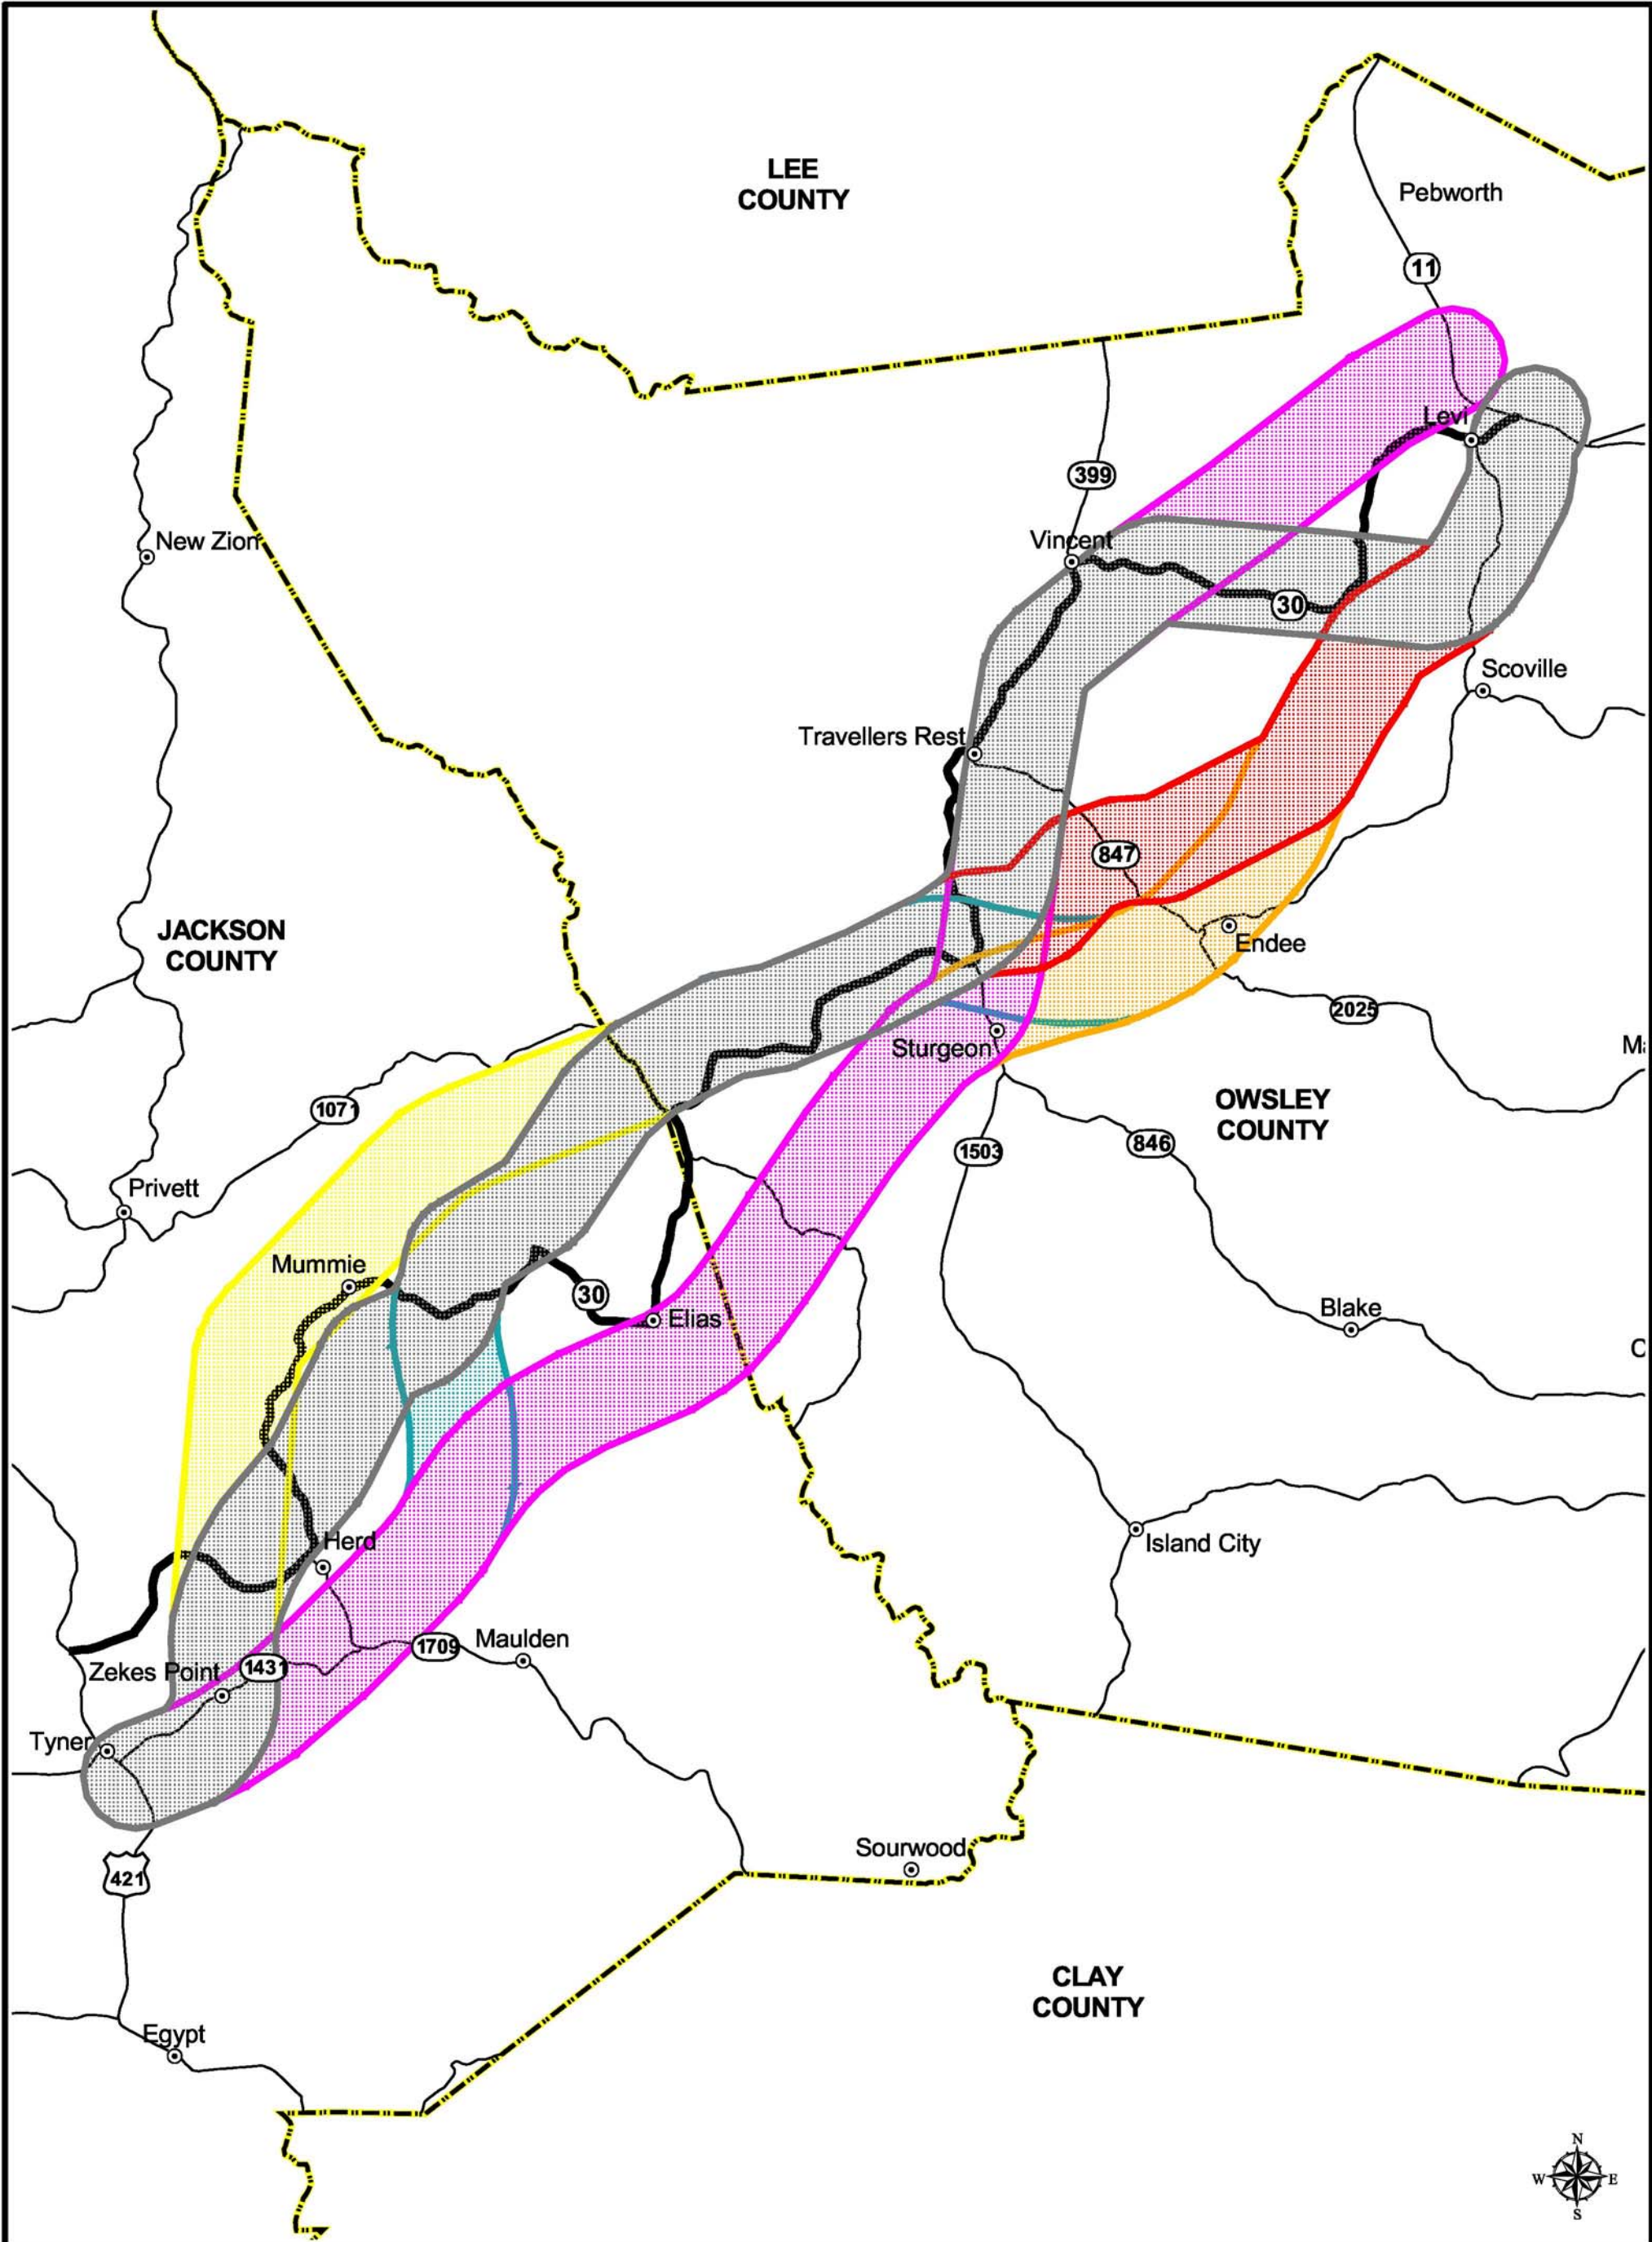 LEE
COUNTY
Pebworth
11
Levi
399
New Zion
Vincent
30
Scoville
Travellers Rest
847
JACKSON
COUNTY
Endee
2025
Sturgeon
M
1071
OWSLEY
COUNTY
846
1503
Privett
Mummie
30
Elias
Blake
C
Herd
Island City
1709
Maulden
Zekes Point
1431
Tyner
Sourwood
421
CLAY
COUNTY
Egypt
N
W
E
S